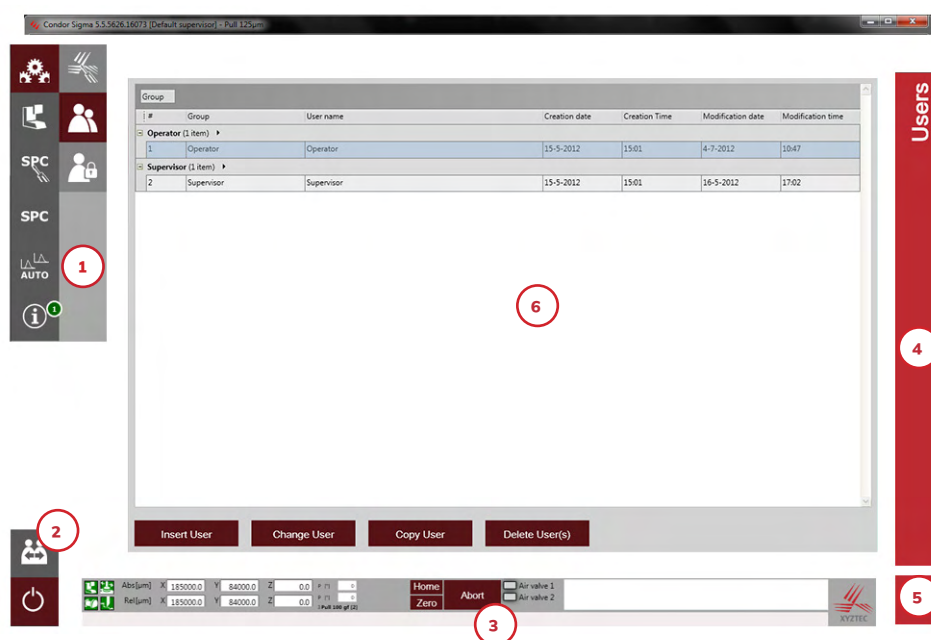 Condor Sigma 5.5.5626.16073 [Default supervisor] - Pull 125µm
Users
Group
# Group User name Creation date Creation Time Modification date Modification time
Operator (1 item)
1 Operator Operator 15-5-2012 15:01 4-7-2012 10:47
Supervisor (1 item)
2 Supervisor Supervisor 15-5-2012 15:01 16-5-2012 17:02
SPC
SPC
AUTO
1
1
6
4
2
Insert User Change User Copy User Delete User(s)
Abs[µm] X 185000.0 Y 84000.0 Z 0.0
Rel[µm] X 185000.0 Y 84000.0 Z 0.0
Pull 100 gf [2]
Home
Zero
Abort
Air valve 1
Air valve 2
XYZTEC
5
3